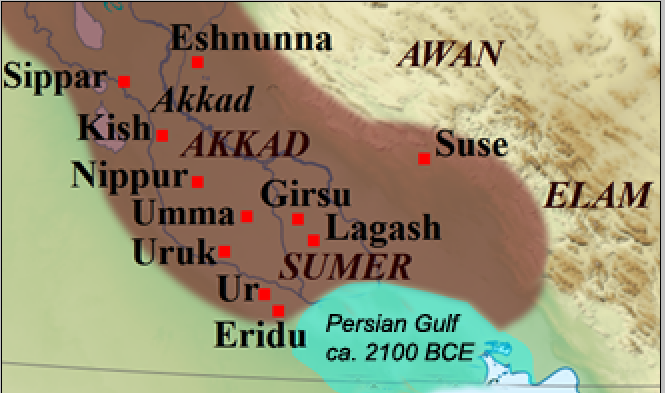 Eshnunna
AWAN
Sippar
Akkad
Kish
AKKAD
Suse
Nippur
Girsu
ELAM
Umma
Lagash
Uruk
SUMER
Ur
Eridu
Persian Gulf
ca. 2100 BCE